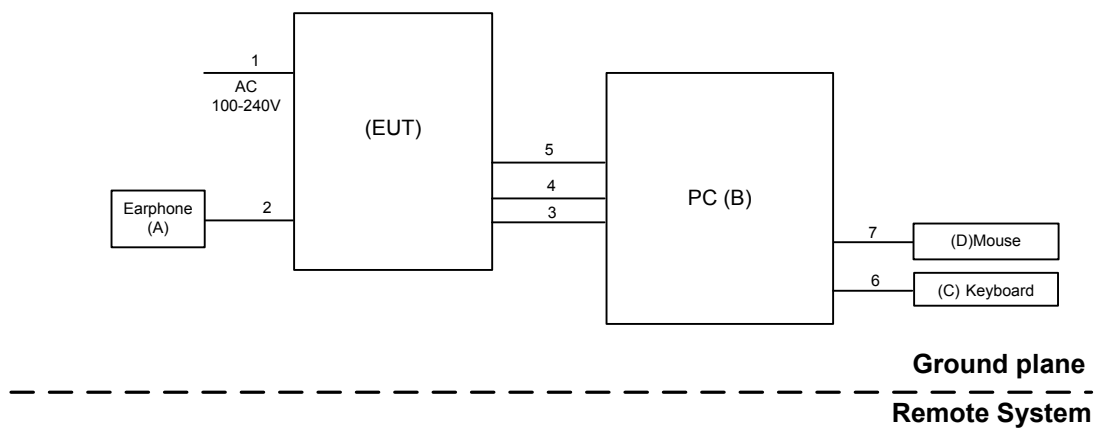 1
AC
100-240V
(EUT)
5
4
3
PC (B)
Earphone
(A)
2
7
(D)Mouse
6
(C) Keyboard
Ground plane
Remote System